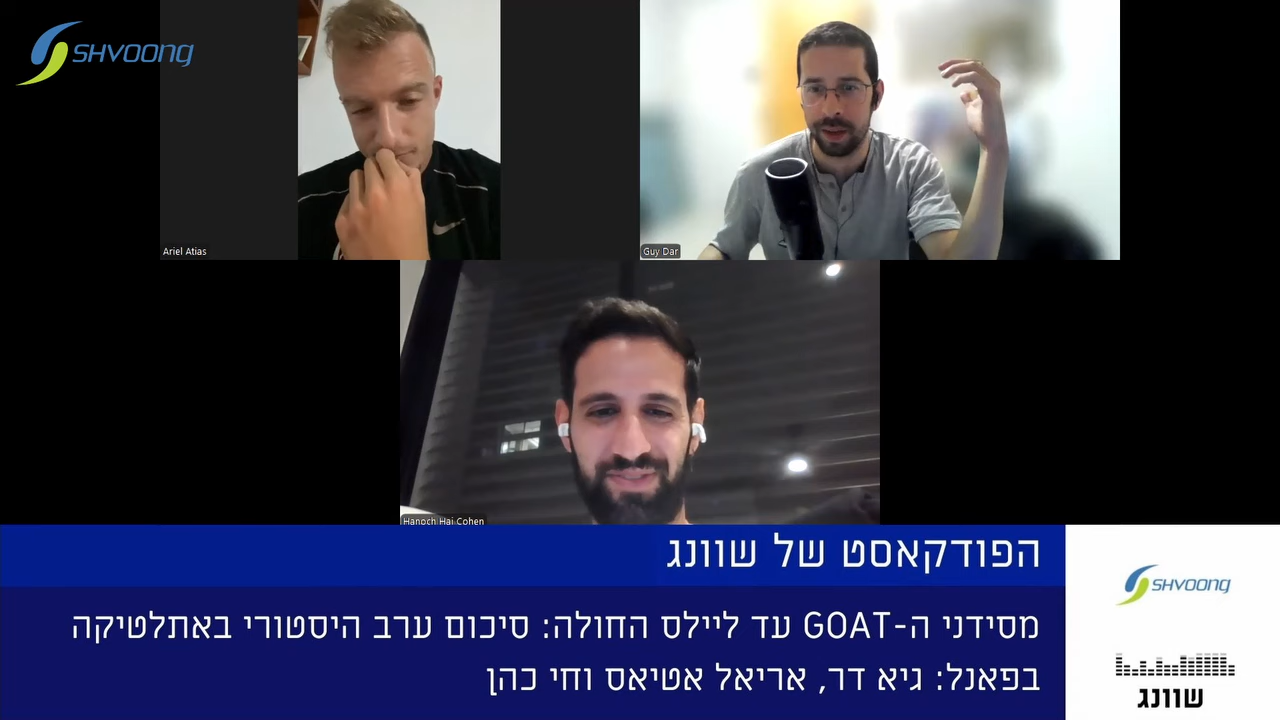 SHVOONG
Ariel Atias
Guy Dar
Hanoch Hai Cohen
הפודקאסט של שוונג
מסידני ה-GOAT עד ליילס החולה: סיכום ערב היסטורי באתלטיקה
בפאנל: גיא דר, אריאל אטיאס וחי כהן
SHVOONG
שוונג